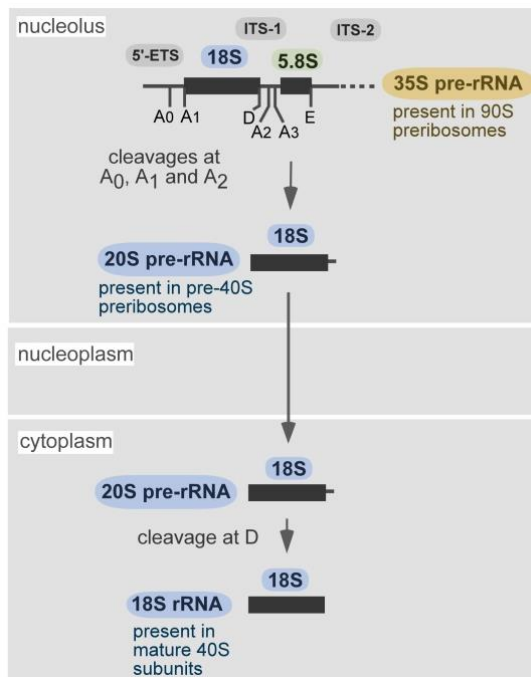 nucleolus
ITS-1
ITS-2
5'-ETS
18S
5.8S
35S pre-rRNA
present in 90S
preribosomes
A0
A1
D
A2
A3
E
cleavages at
A0, A1 and A2
18S
20S pre-rRNA
present in pre-40S
preribosomes
nucleoplasm
cytoplasm
18S
20S pre-rRNA
cleavage at D
18S
18S rRNA
present in
mature 40S
subunits